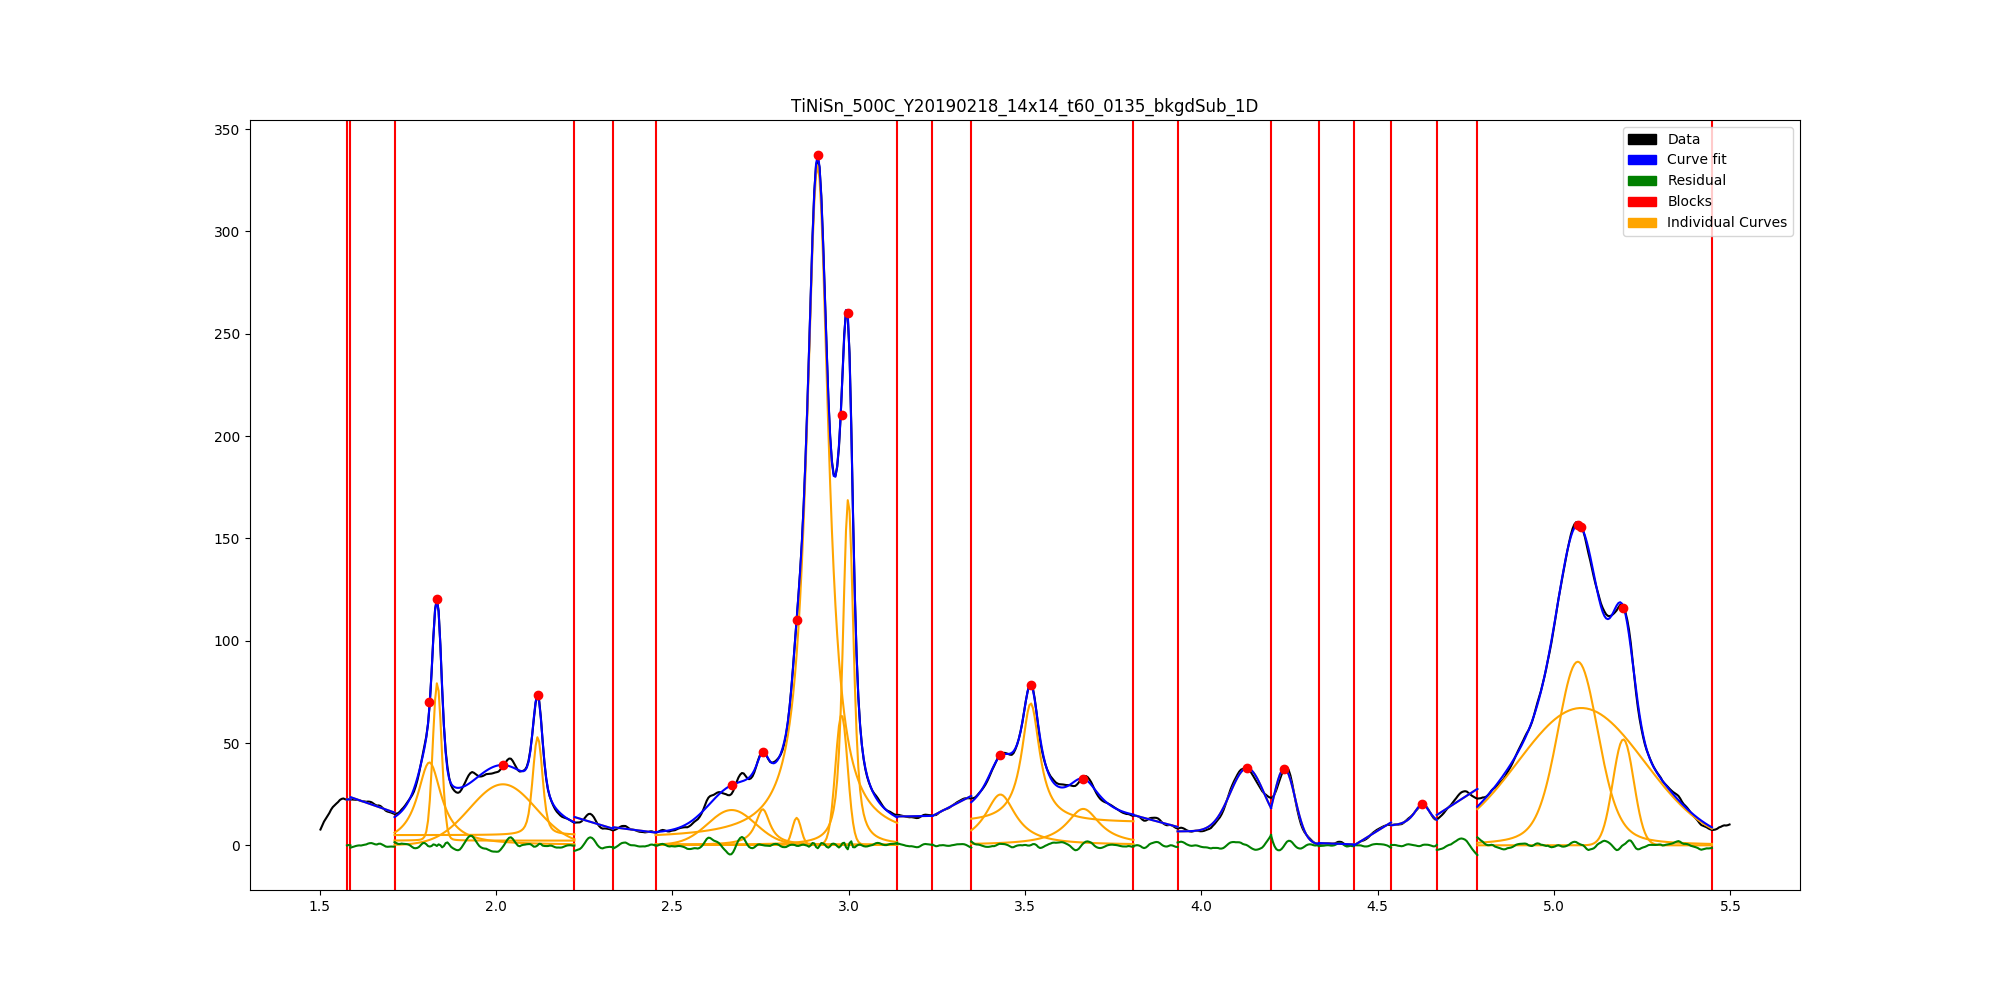 TiNiSn_500C_Y20190218_14x14_t60_0135_bkgdSub_1D
350
300
250
200
150
100
50
0
1.5 2.0 2.5 3.0 3.5 4.0 4.5 5.0 5.5
Data
Curve fit
Residual
Blocks
Individual Curves